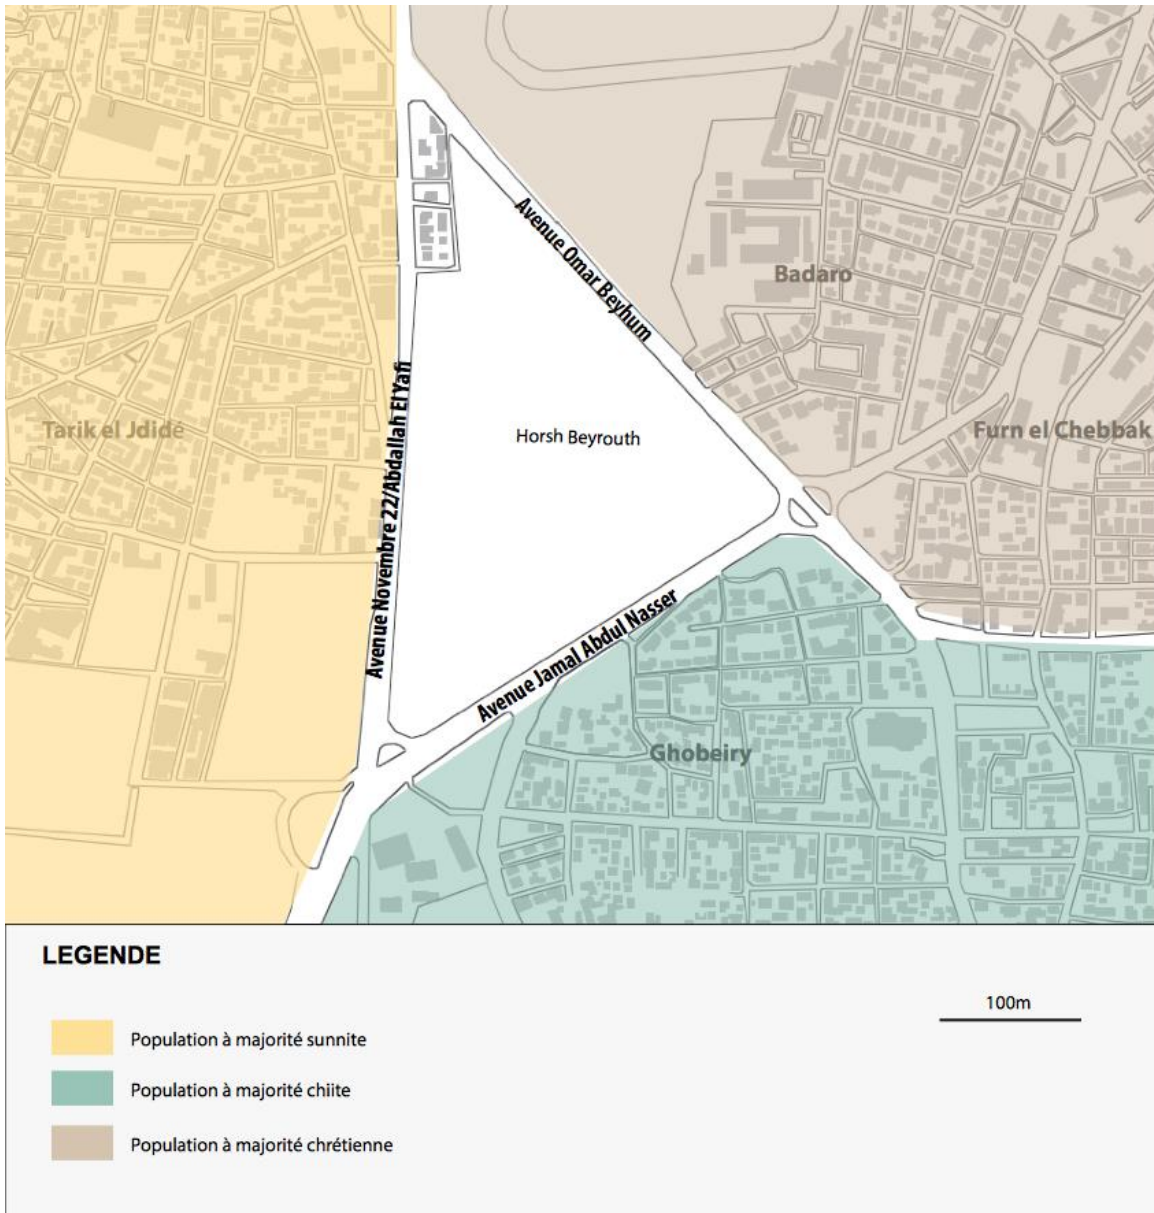 Avenue Omar Beyhum
Badaro
Tarik el Jdidé
Avenue Novembre 22/Abdallah El Yafi
Horsh Beyrouth
Furn el Chebbak
Avenue Jamal Abdul Nasser
Ghobeiry
LEGENDE
100m
Population à majorité sunnite
Population à majorité chiite
Population à majorité chrétienne